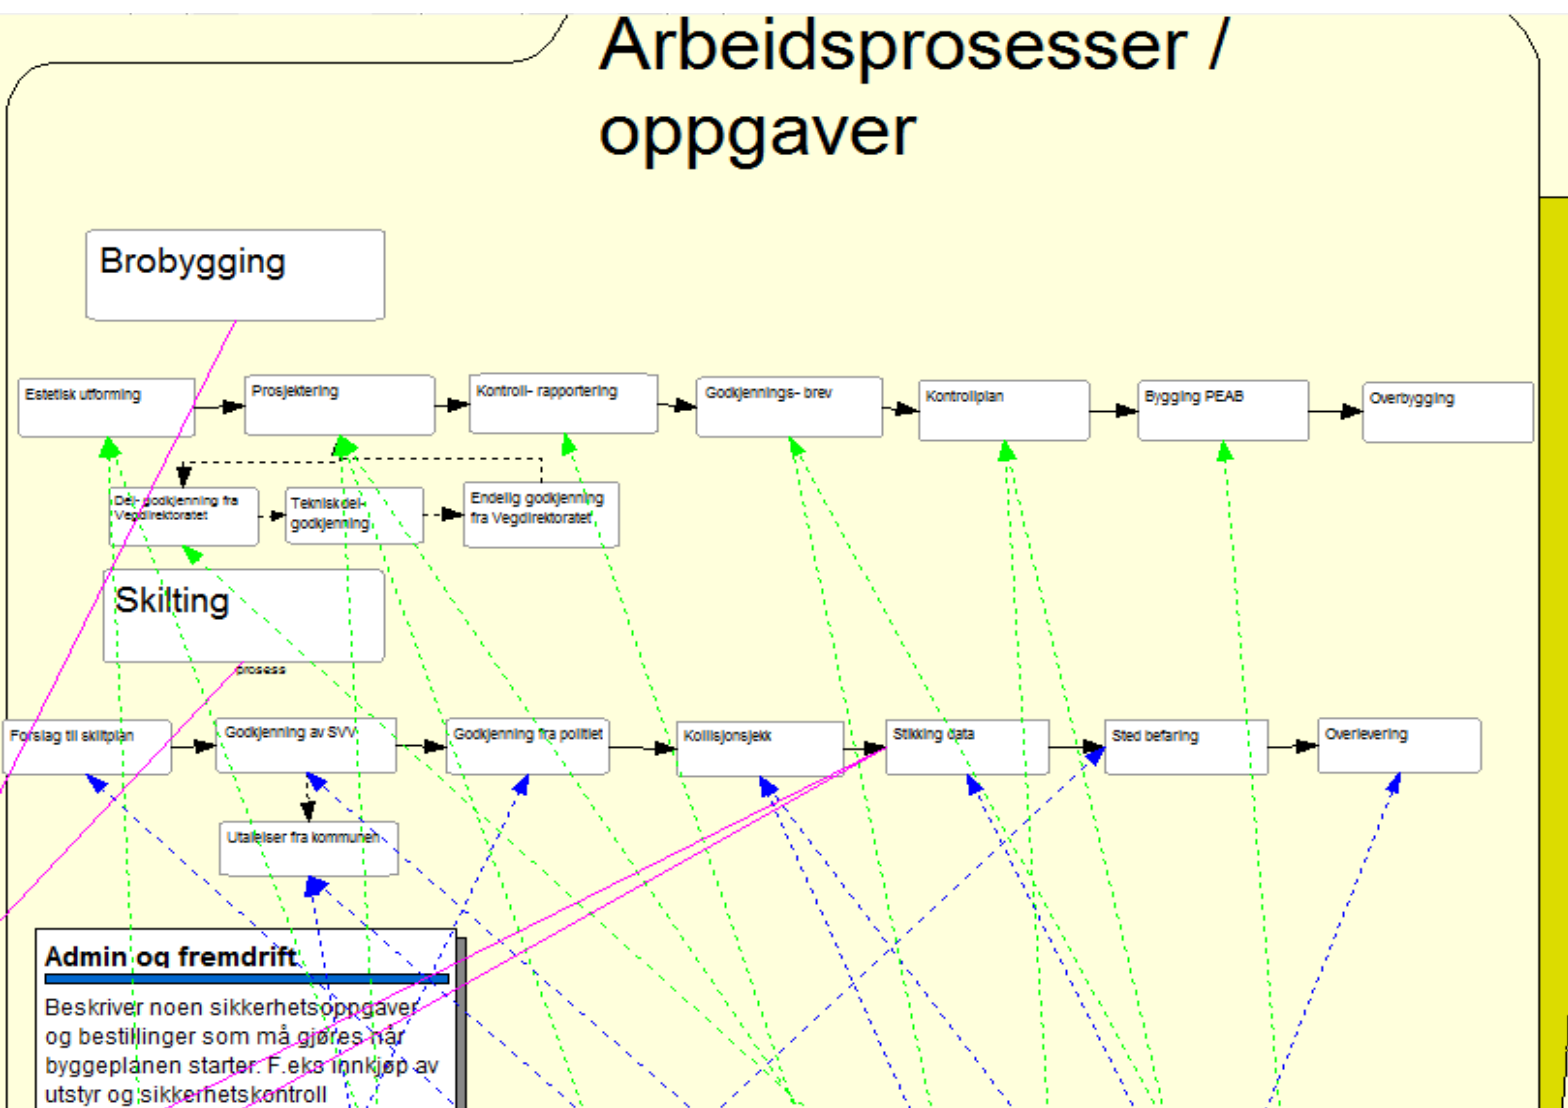 Arbeidsprosesser /
oppgaver
Brobygging
Estetisk utforming
Prosjektering
Kontroll- rapportering
Godkjennings- brev
Kontrollplan
Bygging PEAB
Overbygging
Del- godkjenning fra
Vegdirektoratet
Teknisk del-
godkjenning
Endelig godkjenning
fra Vegdirektoratet
Skilting
prosess
Forslag til skiltplan
Godkjenning av SVV
Godkjenning fra politiet
Kollisjonsjekk
Stikking data
Sted befaring
Overlevering
Utalelser fra kommunen
Admin og fremdrift
Beskriver noen sikkerhetsoppgaver
og bestillinger som må gjøres når
byggeplanen starter. F.eks innkjøp av
utstyr og sikkerhetskontroll